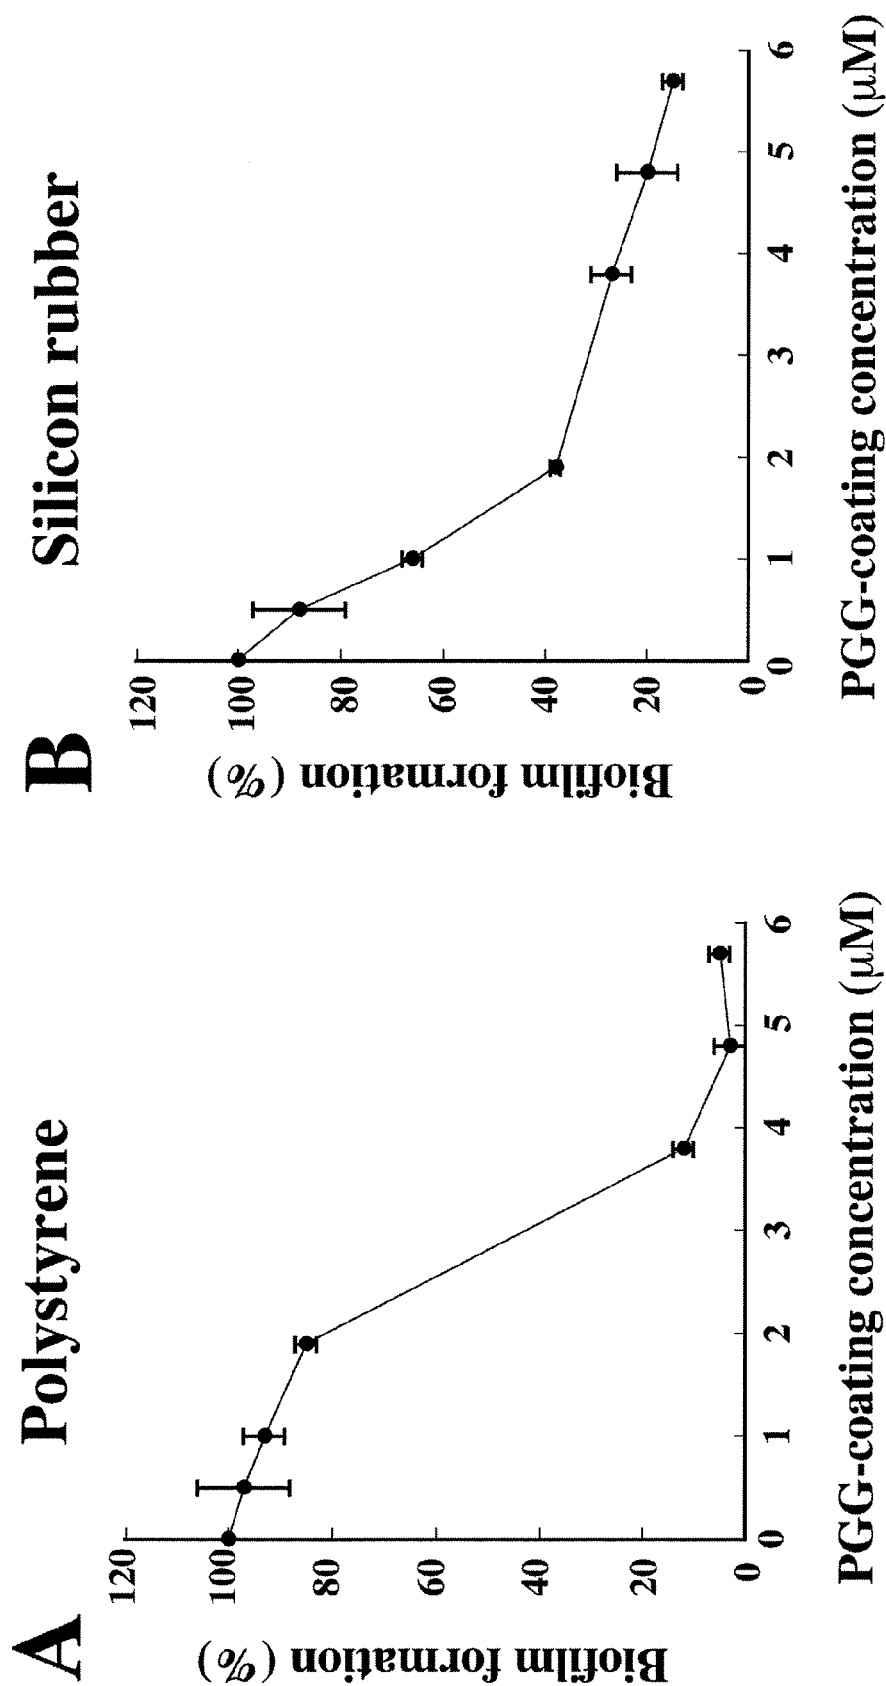 A
Polystyrene
Biofilm formation
(%)
120
100
80
60
40
20
0
0 1 2 3 4 5 6
PGG-coating concentration (μM)
B
Silicon rubber
Biofilm formation
(%)
120
100
80
60
40
20
0
0 1 2 3 4 5 6
PGG-coating concentration (μM)